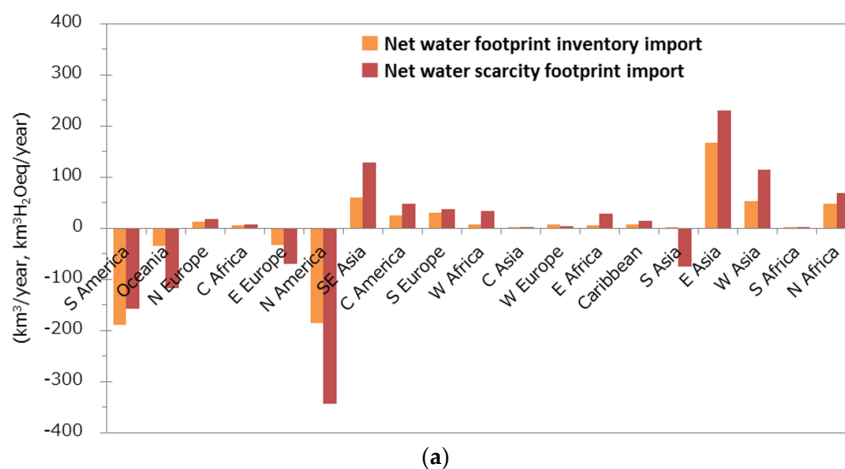 400
300
200
100
0
-100
-200
-300
-400
(km³/year, km³H₂Oeq/year)
Net water footprint inventory import
Net water scarcity footprint import
S America
Oceania
N Europe
C Africa
E Europe
N America
SE Asia
C America
S Europe
W Africa
C Asia
W Europe
E Africa
Caribbean
S Asia
E Asia
W Asia
S Africa
N Africa
(a)